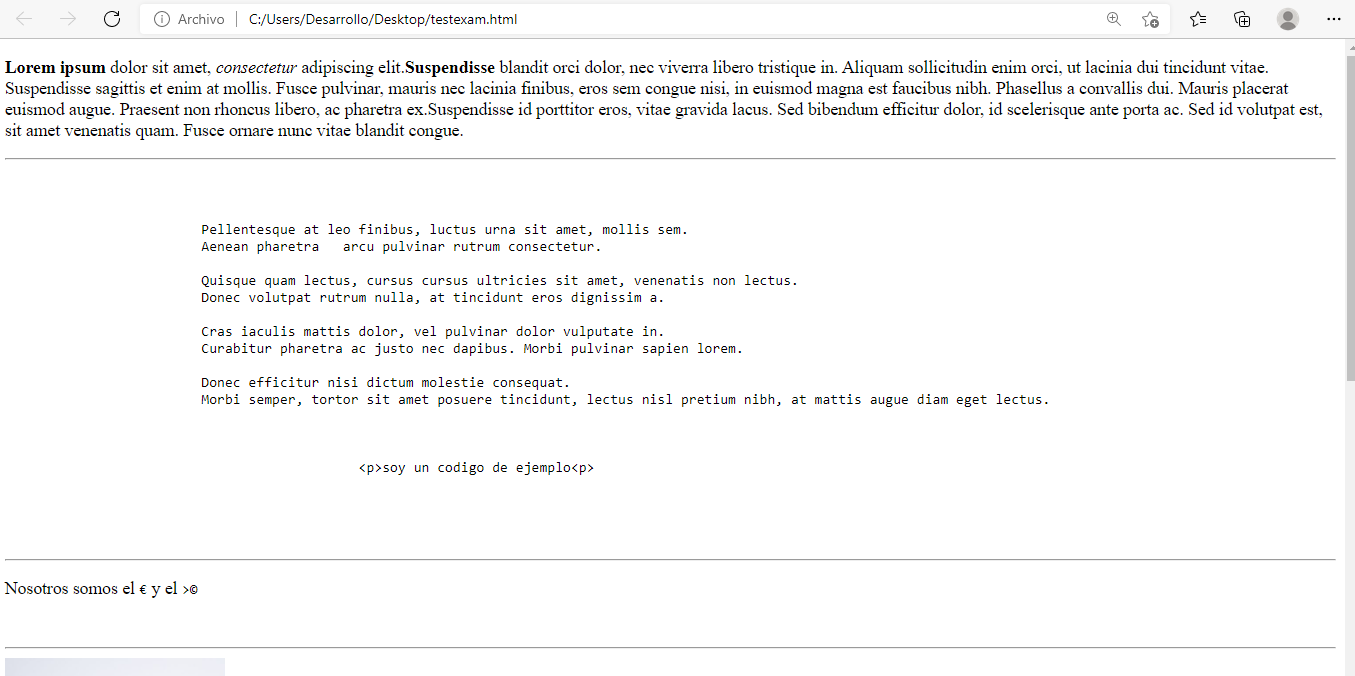 Archivo | C:/Users/Desarrollo/Desktop/testexam.html
Lorem ipsum dolor sit amet, consectetur adipiscing elit.Suspendisse blandit orci dolor, nec viverra libero tristique in. Aliquam sollicitudin enim orci, ut lacinia dui tincidunt vitae.
Suspendisse sagittis et enim at mollis. Fusce pulvinar, mauris nec lacinia finibus, eros sem congue nisi, in euismod magna est faucibus nibh. Phasellus a convallis dui. Mauris placerat
euismod augue. Praesent non rhoncus libero, ac pharetra ex.Suspendisse id porttitor eros, vitae gravida lacus. Sed bibendum efficitur dolor, id scelerisque ante porta ac. Sed id volutpat est,
sit amet venenatis quam. Fusce ornare nunc vitae blandit congue.
Pellentesque at leo finibus, luctus urna sit amet, mollis sem.
Aenean pharetra   arcu pulvinar rutrum consectetur.
Quisque quam lectus, cursus cursus ultricies sit amet, venenatis non lectus.
Donec volutpat rutrum nulla, at tincidunt eros dignissim a.
Cras iaculis mattis dolor, vel pulvinar dolor vulputate in.
Curabitur pharetra ac justo nec dapibus. Morbi pulvinar sapien lorem.
Donec efficitur nisi dictum molestie consequat.
Morbi semper, tortor sit amet posuere tincidunt, lectus nisl pretium nibh, at mattis augue diam eget lectus.
<p>soy un codigo de ejemplo<p>
Nosotros somos el € y el >©